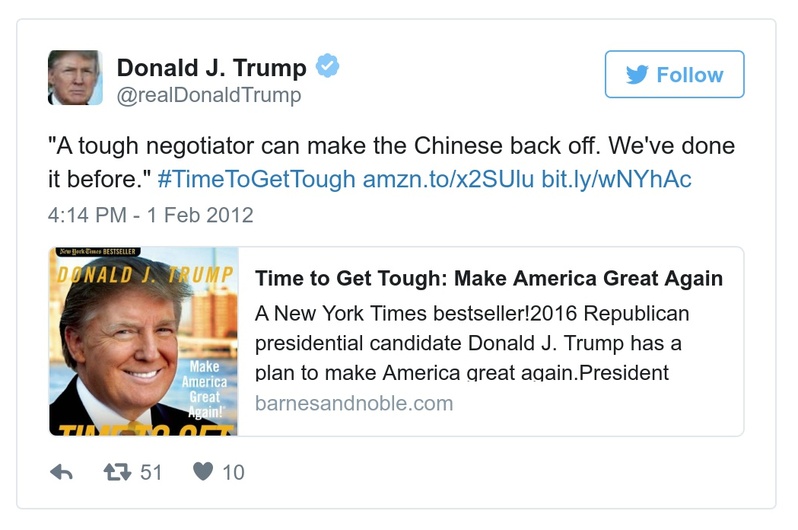 Donald J. Trump
@realDonaldTrump
Follow
"A tough negotiator can make the Chinese back off. We've done
it before." #TimeToGetTough amzn.to/x2SUlu bit.ly/wNYhAc
4:14 PM - 1 Feb 2012
New York Times BESTSELLER
DONALD J. TRUMP
Make
America
Great
Again!
TIME TO GET
Time to Get Tough: Make America Great Again
A New York Times bestseller!2016 Republican
presidential candidate Donald J. Trump has a
plan to make America great again.President
barnesandnoble.com
51
10